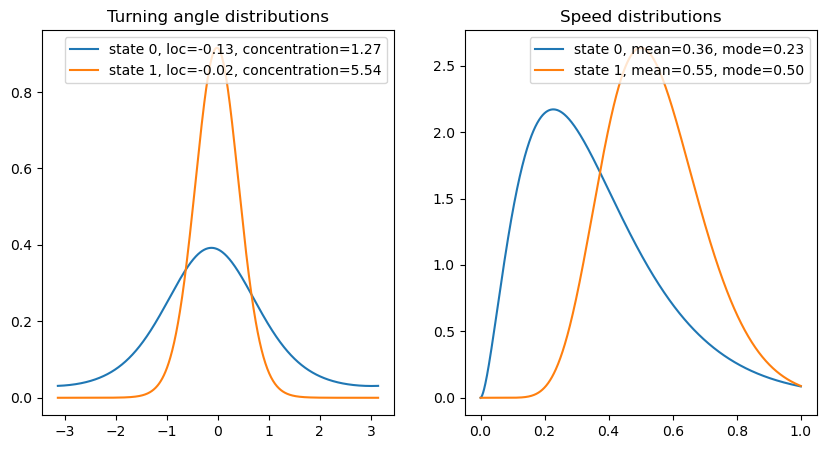 Turning angle distributions
state 0, loc=-0.13, concentration=1.27
state 1, loc=-0.02, concentration=5.54
0.8
0.6
0.4
0.2
0.0
−3 −2 −1 0 1 2 3
Speed distributions
state 0, mean=0.36, mode=0.23
state 1, mean=0.55, mode=0.50
2.5
2.0
1.5
1.0
0.5
0.0
0.0 0.2 0.4 0.6 0.8 1.0